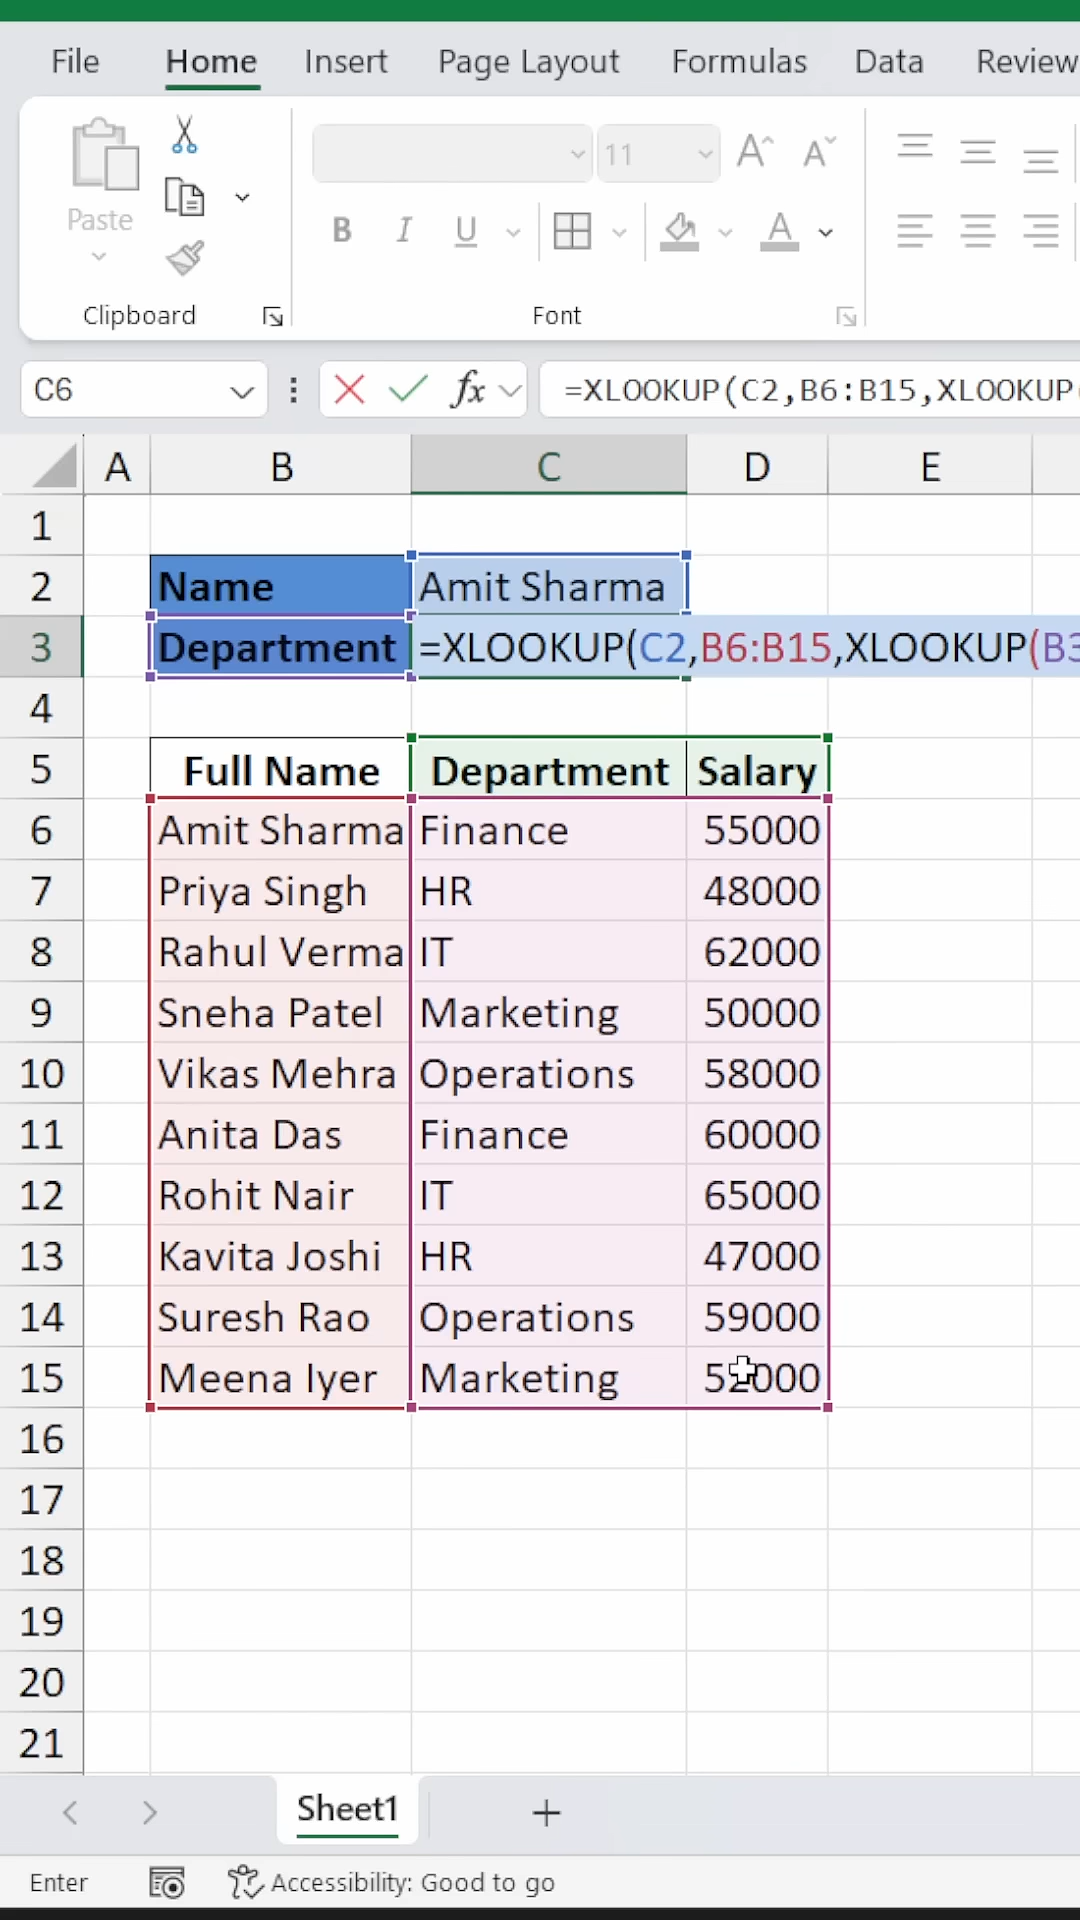 File Home Insert Page Layout Formulas Data Review
11 A A
Paste B I U A
Clipboard Font
C6 fx =XLOOKUP(C2,B6:B15,XLOOKUP(
A B C D E
1
2 Name Amit Sharma
3 Department =XLOOKUP(C2,B6:B15,XLOOKUP(B3
4
5 Full Name Department Salary
6 Amit Sharma Finance 55000
7 Priya Singh HR 48000
8 Rahul Verma IT 62000
9 Sneha Patel Marketing 50000
10 Vikas Mehra Operations 58000
11 Anita Das Finance 60000
12 Rohit Nair IT 65000
13 Kavita Joshi HR 47000
14 Suresh Rao Operations 59000
15 Meena Iyer Marketing 52000
16
17
18
19
20
21
Sheet1
Enter Accessibility: Good to go